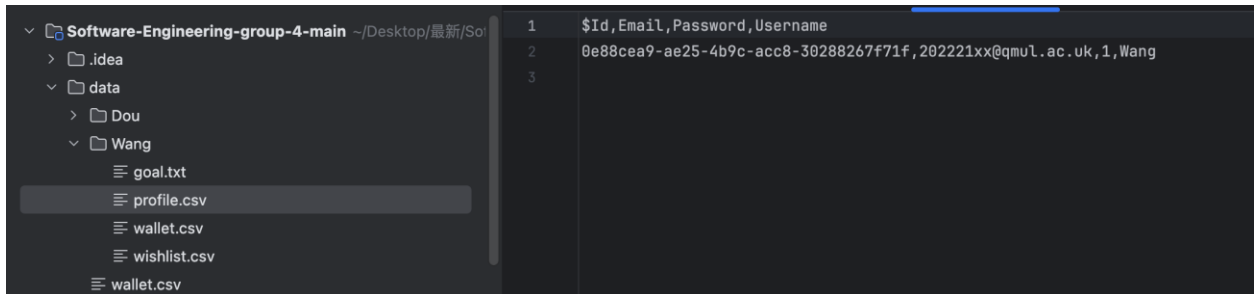 Software-Engineering-group-4-main ~/Desktop/最新/Sof
.idea
data
Dou
Wang
goal.txt
profile.csv
wallet.csv
wishlist.csv
wallet.csv
1 $Id,Email,Password,Username
2 0e88cea9-ae25-4b9c-acc8-30288267f71f,202221xx@qmul.ac.uk,1,Wang
3